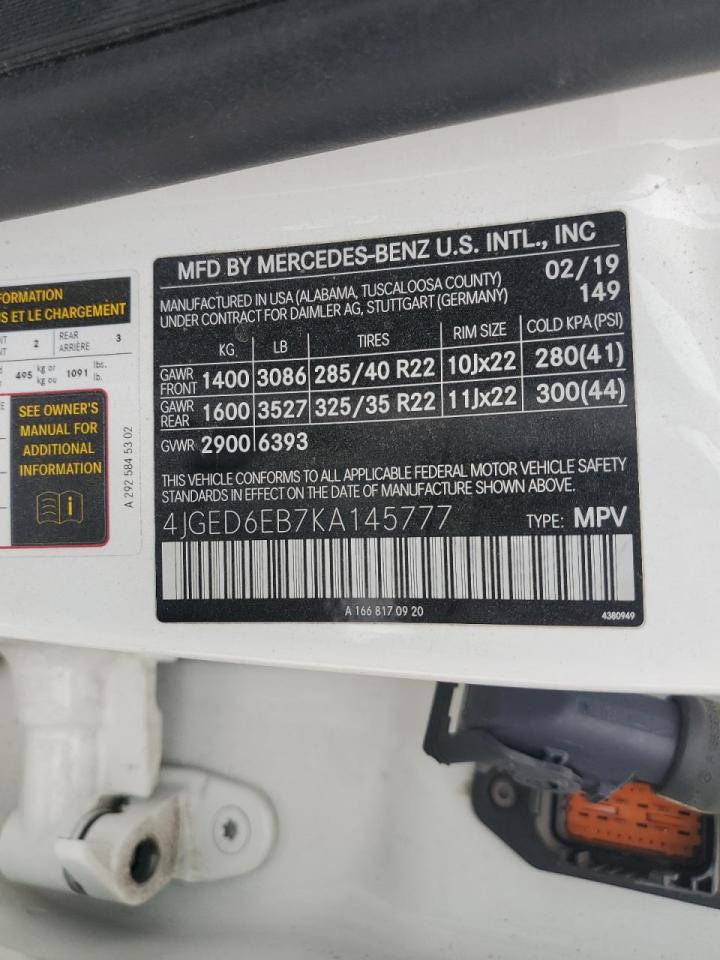 FORMATION
US ET LE CHARGEMENT
2 REAR 3
ARRIÈRE
495 kg or 1091 lbs.
kg ou lb.
SEE OWNER'S
MANUAL FOR
ADDITIONAL
INFORMATION
A 292 584 53 02
MFD BY MERCEDES-BENZ U.S. INTL., INC
MANUFACTURED IN USA (ALABAMA, TUSCALOOSA COUNTY) 02/19
UNDER CONTRACT FOR DAIMLER AG, STUTTGART (GERMANY) 149
KG LB TIRES RIM SIZE COLD KPA (PSI)
GAWR FRONT 1400 3086 285/40 R22 10Jx22 280(41)
GAWR REAR 1600 3527 325/35 R22 11Jx22 300(44)
GVWR 2900 6393
THIS VEHICLE CONFORMS TO ALL APPLICABLE FEDERAL MOTOR VEHICLE SAFETY
STANDARDS IN EFFECT ON THE DATE OF MANUFACTURE SHOWN ABOVE.
4JGED6EB7KA145777 TYPE: MPV
A 166 817 09 20
4380949